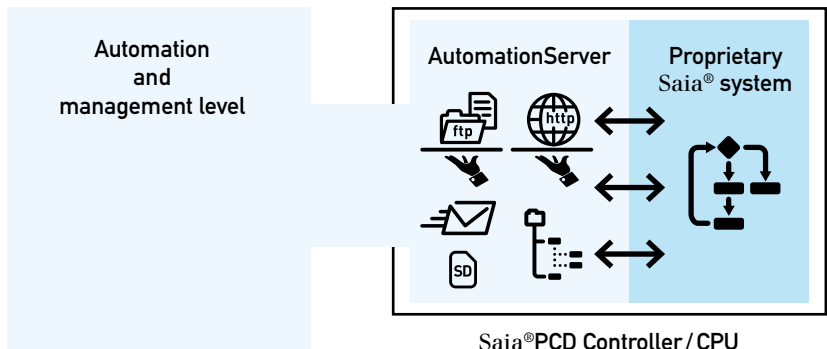 Automation
and
management level
AutomationServer
Proprietary
Saia® system
ftp
http
SD
Saia®PCD Controller / CPU